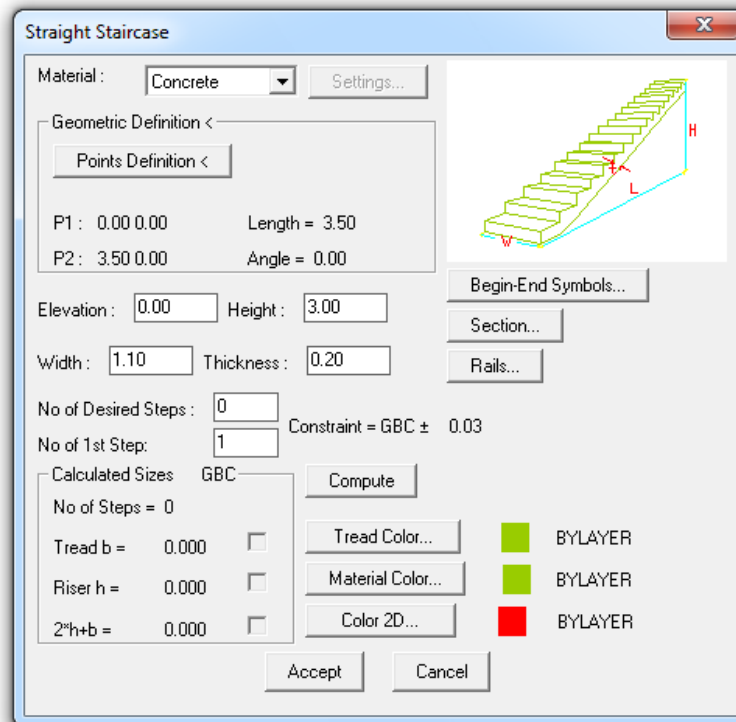 Straight Staircase
Material : Concrete Settings...
Geometric Definition <
Points Definition <
P1 : 0.00 0.00 Length = 3.50
P2 : 3.50 0.00 Angle = 0.00
H
t
L
W
Begin-End Symbols...
Elevation : 0.00 Height : 3.00
Section...
Width : 1.10 Thickness : 0.20
Rails...
No of Desired Steps : 0
Constraint = GBC ± 0.03
No of 1st Step: 1
Calculated Sizes GBC
Compute
No of Steps = 0
Tread b = 0.000
Tread Color... BYLAYER
Riser h = 0.000
Material Color... BYLAYER
2*h+b = 0.000
Color 2D... BYLAYER
Accept Cancel